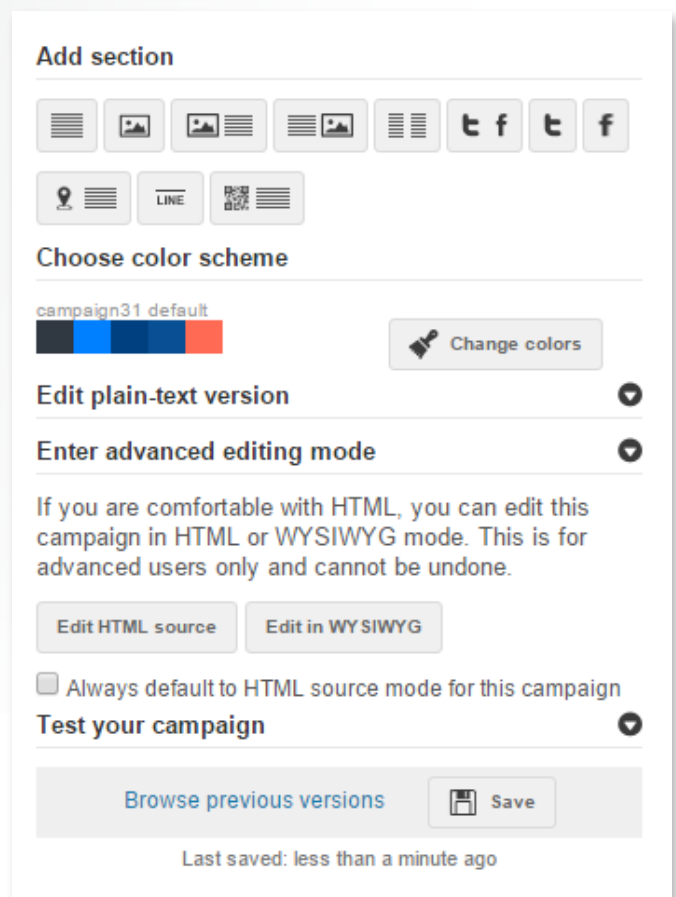 Add section
LINE
Choose color scheme
campaign31 default
Change colors
Edit plain-text version
Enter advanced editing mode
If you are comfortable with HTML, you can edit this
campaign in HTML or WYSIWYG mode. This is for
advanced users only and cannot be undone.
Edit HTML source Edit in WYSIWYG
Always default to HTML source mode for this campaign
Test your campaign
Browse previous versions Save
Last saved: less than a minute ago